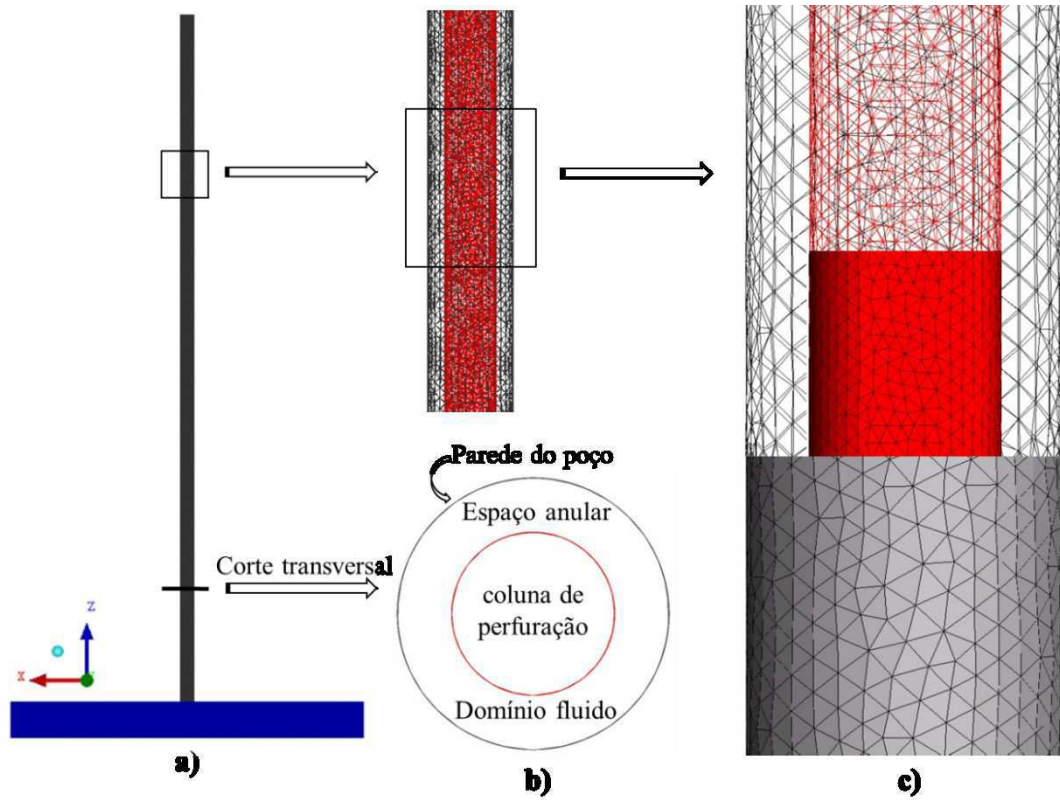 Parede do poço
Espaço anular
coluna de
perfuração
Domínio fluido
Corte transversal
z
x
a)
b)
c)